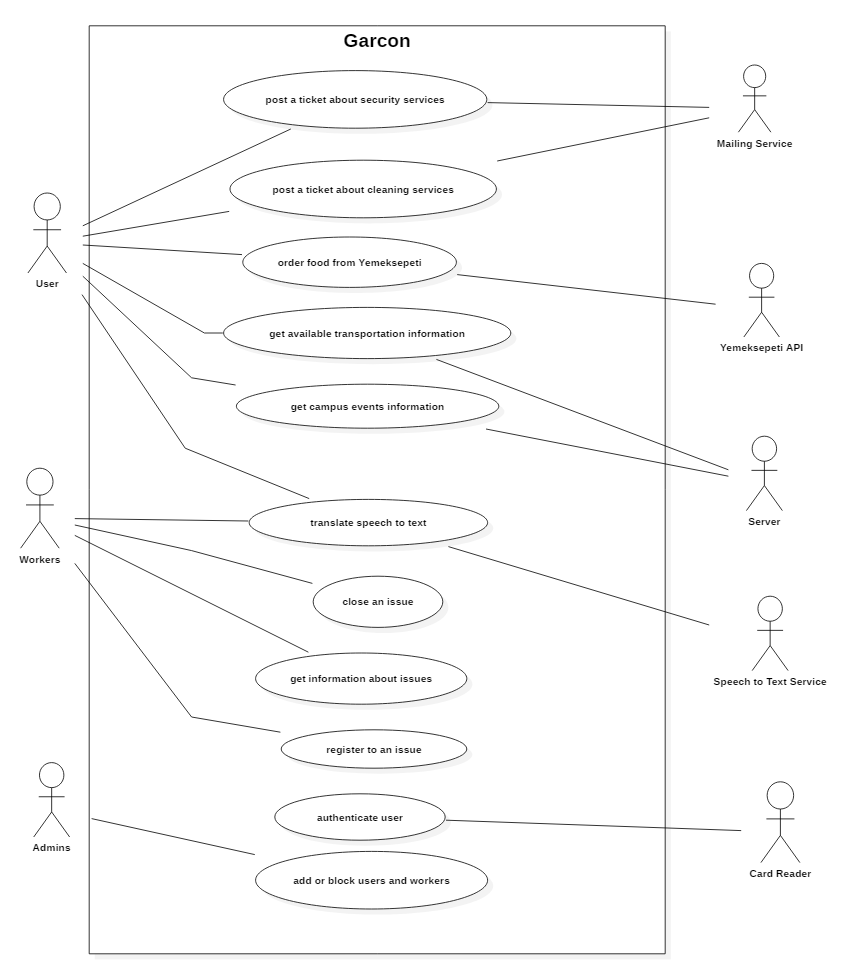 Garcon
post a ticket about security services
Mailing Service
post a ticket about cleaning services
User
order food from Yemeksepeti
Yemeksepeti API
get available transportation information
get campus events information
Server
Workers
translate speech to text
close an issue
get information about issues
Speech to Text Service
register to an issue
authenticate user
Admins
add or block users and workers
Card Reader